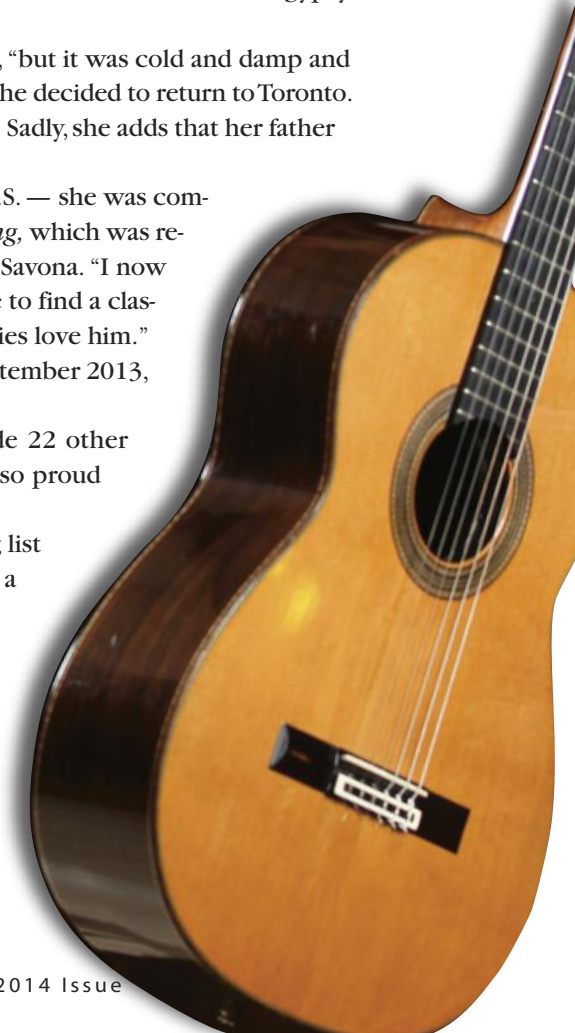 , “but it was cold and damp and
he decided to return to Toronto.
Sadly, she adds that her father
.S. — she was com-
ng, which was re-
Savona. “I now
e to find a clas-
ies love him.”
tember 2013,
de 22 other
so proud
list
a
2014 Issue